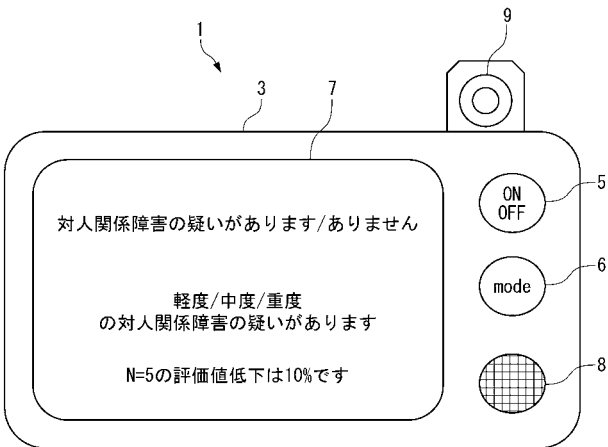 9
1
3
7
対人関係障害の疑いがあります/ありません
軽度/中度/重度
の対人関係障害の疑いがあります
N=5の評価値低下は10%です
ON
OFF
5
mode
6
8